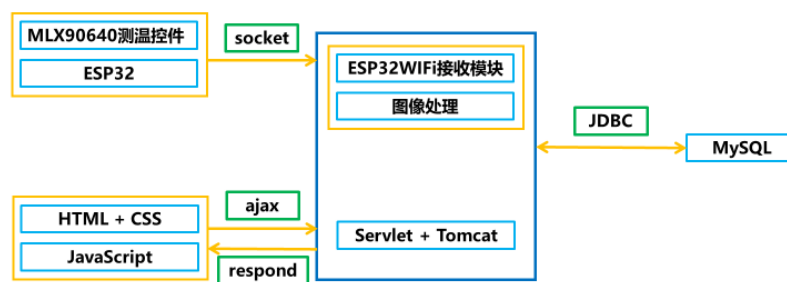 MLX90640测温控件
ESP32
socket
ESP32WIFi接收模块
图像处理
JDBC
MySQL
HTML + CSS
JavaScript
ajax
respond
Servlet + Tomcat